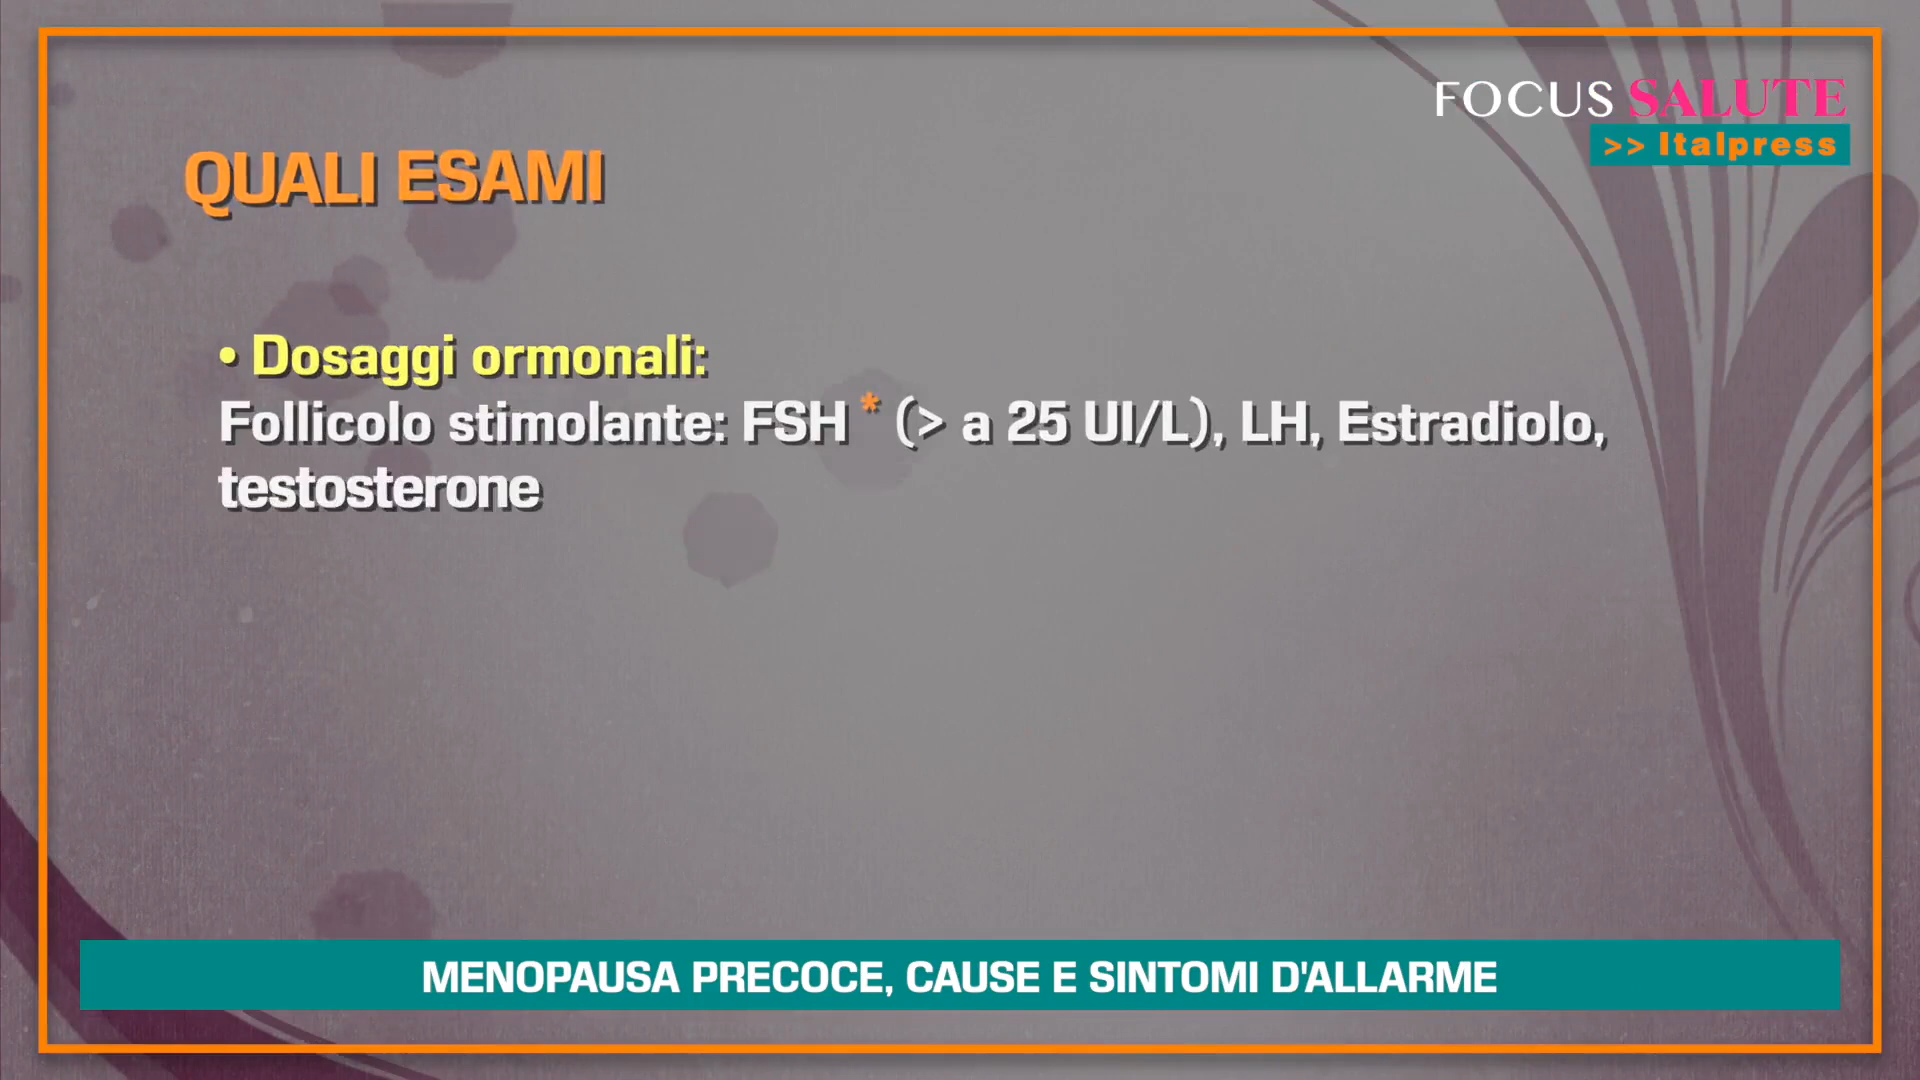 FOCUS SALUTE
>> Italpress
QUALI ESAMI
• Dosaggi ormonali:
Follicolo stimolante: FSH * (> a 25 UI/L), LH, Estradiolo,
testosterone
MENOPAUSA PRECOCE, CAUSE E SINTOMI D'ALLARME